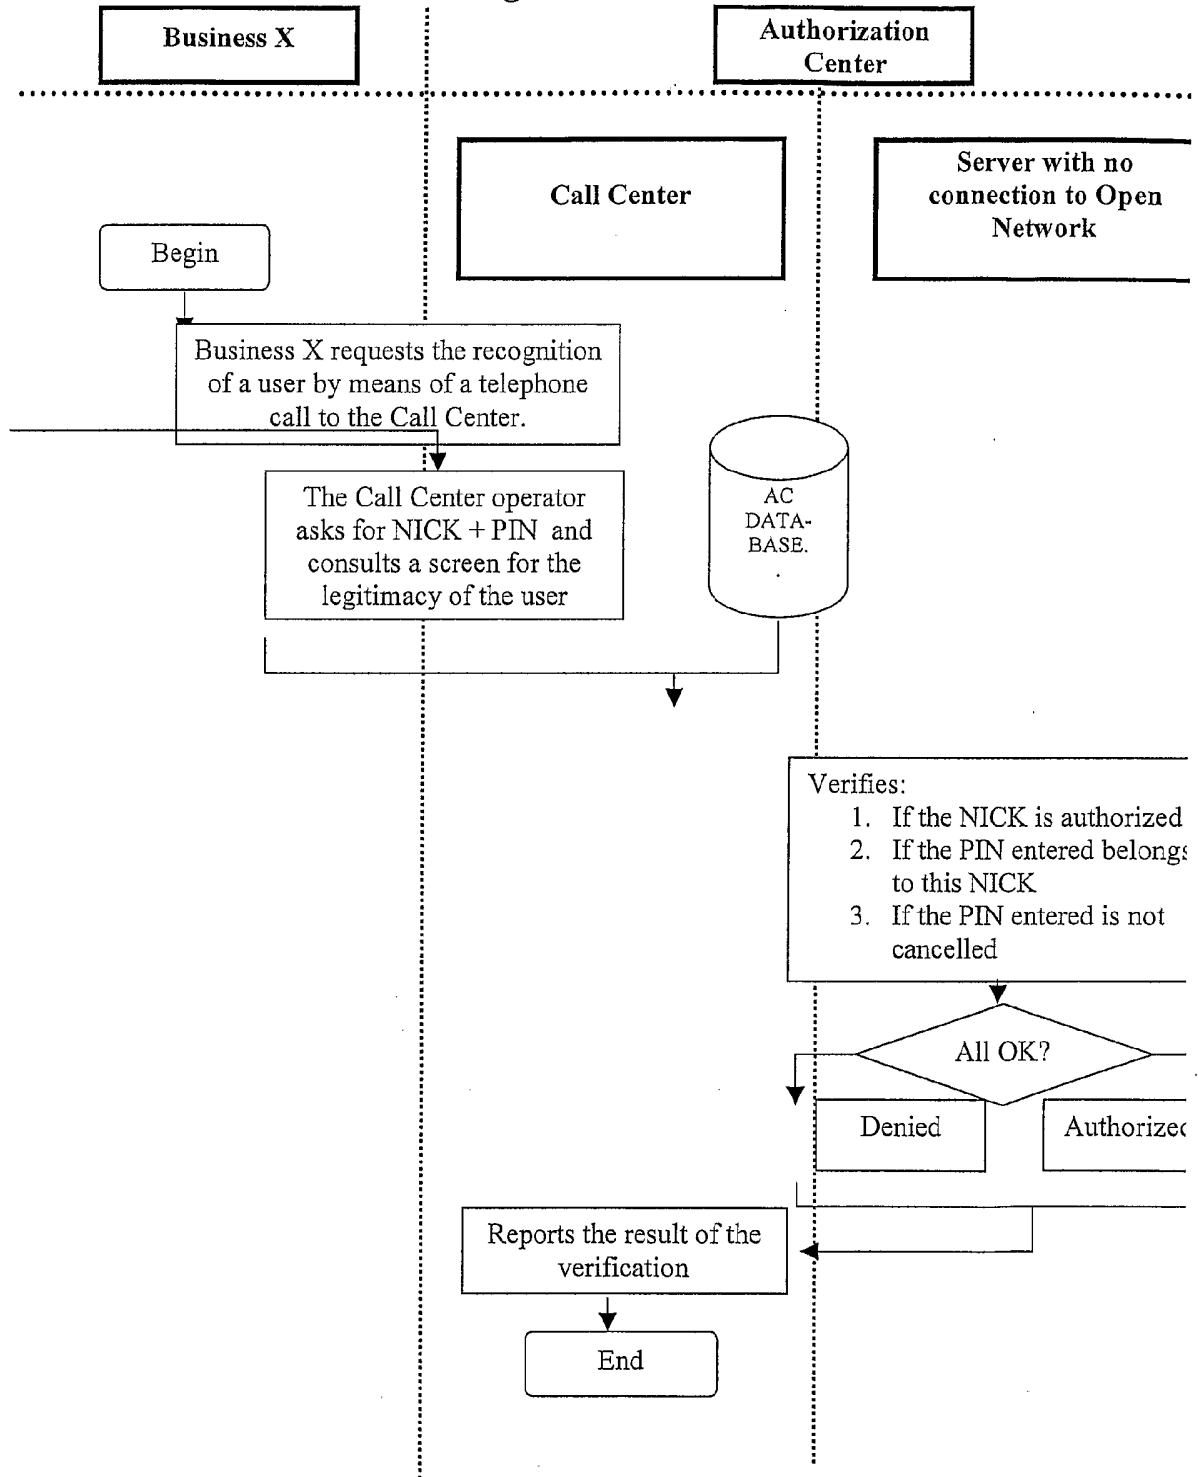 Business X
Authorization
Center
Call Center
Server with no
connection to Open
Network
Begin
Business X requests the recognition
of a user by means of a telephone
call to the Call Center.
The Call Center operator
asks for NICK + PIN and
consults a screen for the
legitimacy of the user
AC
DATA-
BASE.
Verifies:
1. If the NICK is authorized
2. If the PIN entered belongs
to this NICK
3. If the PIN entered is not
cancelled
All OK?
Denied
Authorized
Reports the result of the
verification
End